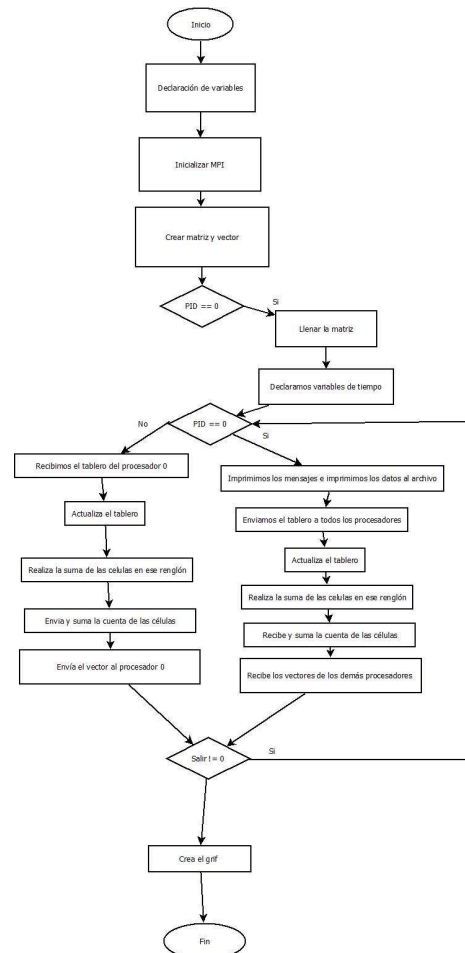 Inicio
Declaración de variables
Inicializar MPI
Crear matriz y vector
PID == 0
Si
Llenar la matriz
Declaramos variables de tiempo
PID == 0
No
Si
Recibimos el tablero del procesador 0
Actualiza el tablero
Realiza la suma de las celulas en ese renglón
Envia y suma la cuenta de las células
Envía el vector al procesador 0
Imprimimos los mensajes e imprimimos los datos al archivo
Enviamos el tablero a todos los procesadores
Actualiza el tablero
Realiza la suma de las celulas en ese renglón
Recibe y suma la cuenta de las células
Recibe los vectores de los demás procesadores
Salir != 0
Si
Crea el grif
Fin